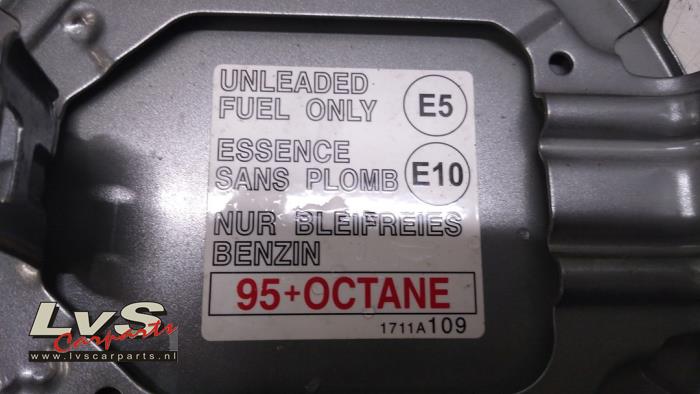 UNLEADED
FUEL ONLY
E5
ESSENCE
SANS PLOMB
E10
NUR BLEIFREIES
BENZIN
95+OCTANE
1711A109
LvS
Carparts
www.lvscarparts.nl